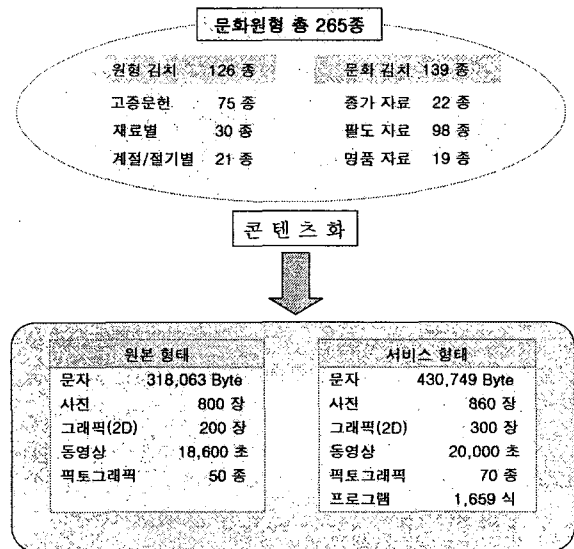 문화원형 총 265종
원형 김치 126 종
고증문헌 75 종
재료별 30 종
계절/절기별 21 종
문화 김치 139 종
종가 자료 22 종
팔도 자료 98 종
명품 자료 19 종
콘 텐 츠 화
원본 형태
문자 318,063 Byte
사진 800 장
그래픽(2D) 200 장
동영상 18,600 초
픽토그래픽 50 종
서비스 형태
문자 430,749 Byte
사진 860 장
그래픽(2D) 300 장
동영상 20,000 초
픽토그래픽 70 종
프로그램 1,659 식